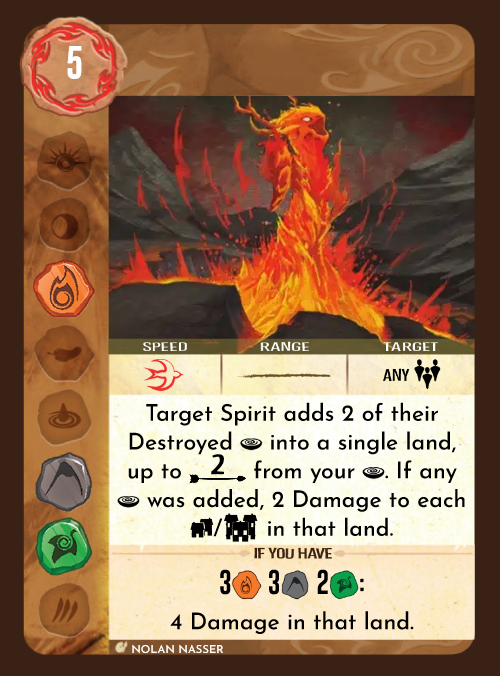 5
SPEED RANGE TARGET
ANY
Target Spirit adds 2 of their
Destroyed into a single land,
up to 2 from your . If any
was added, 2 Damage to each
/ in that land.
IF YOU HAVE
3 3 2 :
4 Damage in that land.
NOLAN NASSER